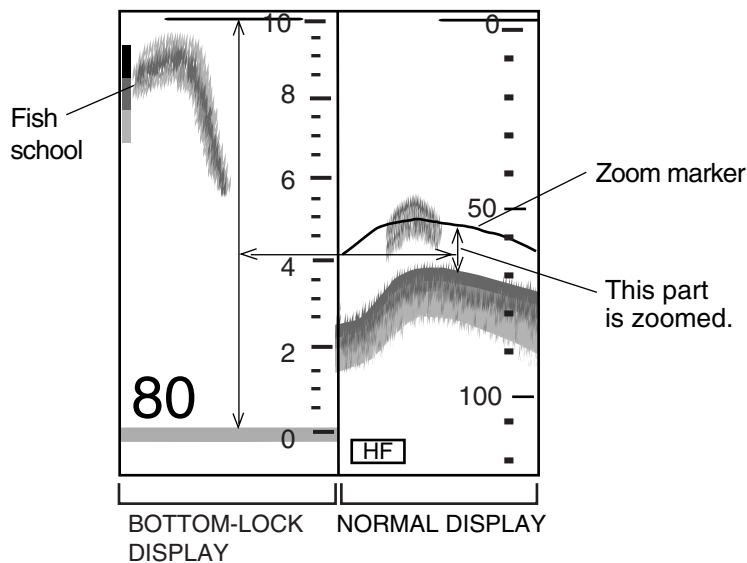 10
8
6
4
2
0
80
0
50
100
HF
Fish
school
Zoom marker
This part
is zoomed.
BOTTOM-LOCK
DISPLAY
NORMAL DISPLAY